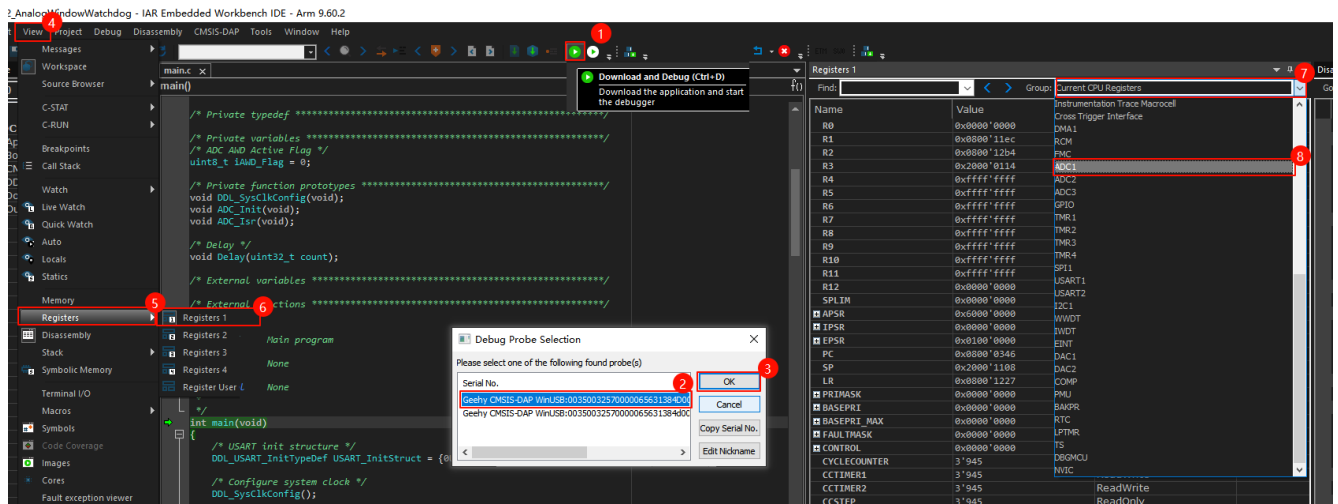 2_AnalogWindowWatchdog - IAR Embedded Workbench IDE - Arm 9.60.2
View Project Debug Disassembly CMSIS-DAP Tools Window Help
4
1
Messages
Workspace
Source Browser
C-STAT
C-RUN
Breakpoints
Call Stack
Watch
Live Watch
Quick Watch
Auto
Locals
Statics
Memory
5
Registers
Disassembly
Stack
Symbolic Memory
Terminal I/O
Macros
Symbols
Code Coverage
Images
Cores
Fault exception viewer
6
Registers 1
Registers 2
Registers 3
Registers 4
Register User
main.c x
main()
f()
Download and Debug (Ctrl+D)
Download the application and start
the debugger
/* Private typedef ****************************************************/
/* Private variables **************************************************/
/* ADC AWD Active Flag */
uint8_t iAWD_Flag = 0;
/* Private function prototypes ****************************************/
void DDL_SysClkConfig(void);
void ADC_Init(void);
void ADC_Isr(void);
/* Delay */
void Delay(uint32_t count);
/* External variables *************************************************/
/* External ctions *************************************************/
Main program
None
None
*/
int main(void)
{
/* USART init structure */
DDL_USART_InitTypeDef USART_InitStruct = {0
/* Configure system clock */
DDL_SysClkConfig();
Debug Probe Selection
Please select one of the following found probe(s)
Serial No.
2
3
OK
Cancel
Copy Serial No.
Edit Nickname
Registers 1
7
Find:
Group: Current CPU Registers
Name Value
R0 0x0000'0000
R1 0x0800'11ec
R2 0x0800'12b4
R3 0x2000'0114
R4 0xffff'ffff
R5 0xffff'ffff
R6 0xffff'ffff
R7 0xffff'ffff
R8 0xffff'ffff
R9 0xffff'ffff
R10 0xffff'ffff
R11 0xffff'ffff
R12 0x0000'0000
SPLIM 0x0000'0000
APSR 0x6000'0000
IPSR 0x0000'0000
EPSR 0x0100'0000
PC 0x0800'0346
SP 0x2000'1108
LR 0x0800'1227
PRIMASK 0x0000'0000
BASEPRI 0x0000'0000
BASEPRI_MAX 0x0000'0000
FAULTMASK 0x0000'0000
CONTROL 0x0000'0000
CYCLECOUNTER 3'945
CCTIMER1 3'945
CCTIMER2 3'945 ReadWrite
CCSTEP 3'945 ReadOnly
Instrumentation Trace Macrocell
Cross Trigger Interface
DMA1
RCM
FMC
8
ADC1
ADC2
ADC3
GPIO
TMR1
TMR2
TMR3
TMR4
SPI1
USART1
USART2
I2C1
WWDT
IWDT
EINT
DAC1
DAC2
COMP
PMU
BAKPR
RTC
LPTMR
TS
DBGMCU
NVIC
Disa
Go